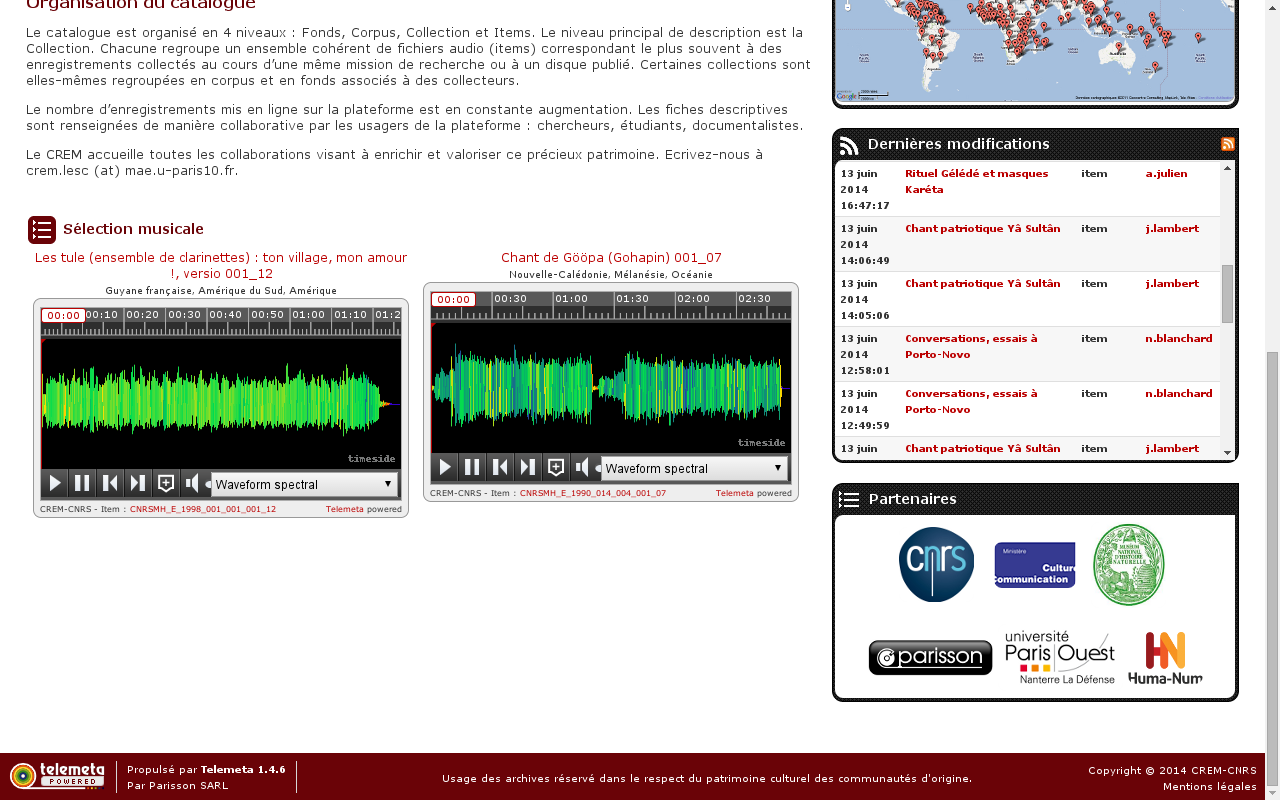 Organisation du catalogue
Le catalogue est organisé en 4 niveaux : Fonds, Corpus, Collection et Items. Le niveau principal de description est la
Collection. Chacune regroupe un ensemble cohérent de fichiers audio (items) correspondant le plus souvent à des
enregistrements collectés au cours d'une même mission de recherche ou à un disque publié. Certaines collections sont
elles-mêmes regroupées en corpus et en fonds associés à des collecteurs.
Le nombre d'enregistrements mis en ligne sur la plateforme est en constante augmentation. Les fiches descriptives
sont renseignées de manière collaborative par les usagers de la plateforme : chercheurs, étudiants, documentalistes.
Le CREM accueille toutes les collaborations visant à enrichir et valoriser ce précieux patrimoine. Ecrivez-nous à
crem.lesc (at) mae.u-paris10.fr.
Sélection musicale
Les tule (ensemble de clarinettes) : ton village, mon amour
!, versio 001_12
Guyane française, Amérique du Sud, Amérique
00:00 00:10 00:20 00:30 00:40 00:50 01:00 01:10 01:2
timeside
Waveform spectral
CREM-CNRS - Item : CNRSMH_E_1998_001_001_001_12 Telemeta powered
Chant de Gööpa (Gohapin) 001_07
Nouvelle-Calédonie, Mélanésie, Océanie
00:00 00:30 01:00 01:30 02:00 02:30
timeside
Waveform spectral
CREM-CNRS - Item : CNRSMH_E_1990_014_004_001_07 Telemeta powered
Google
Dernières modifications
13 juin 2014 16:47:17 Rituel Gélédé et masques Karéta item a.julien
13 juin 2014 14:06:49 Chant patriotique Yâ Sultân item j.lambert
13 juin 2014 14:05:06 Chant patriotique Yâ Sultân item j.lambert
13 juin 2014 12:58:01 Conversations, essais à Porto-Novo item n.blanchard
13 juin 2014 12:49:59 Conversations, essais à Porto-Novo item n.blanchard
13 juin Chant patriotique Yâ Sultân item j.lambert
Partenaires
cnrs
Ministère
Culture
Communication
MUSEUM
NATIONAL
D'HISTOIRE
NATURELLE
parisson
université
Paris Ouest
Nanterre La Défense
HN
Huma-Num
telemeta
POWERED
Propulsé par Telemeta 1.4.6
Par Parisson SARL
Usage des archives réservé dans le respect du patrimoine culturel des communautés d'origine.
Copyright © 2014 CREM-CNRS
Mentions légales